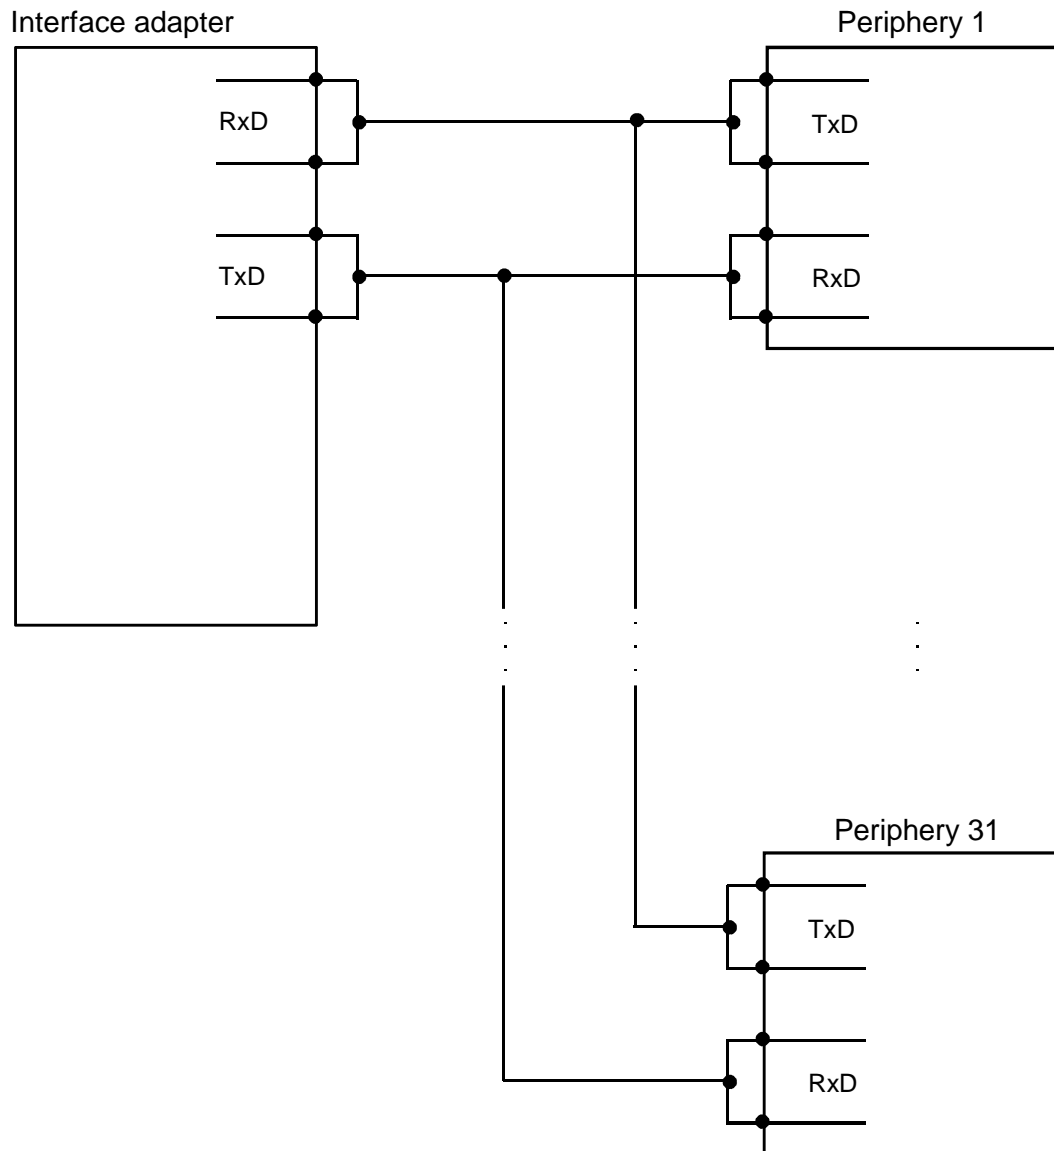 Interface adapter
Periphery 1
RxD
TxD
TxD
RxD
Periphery 31
TxD
RxD